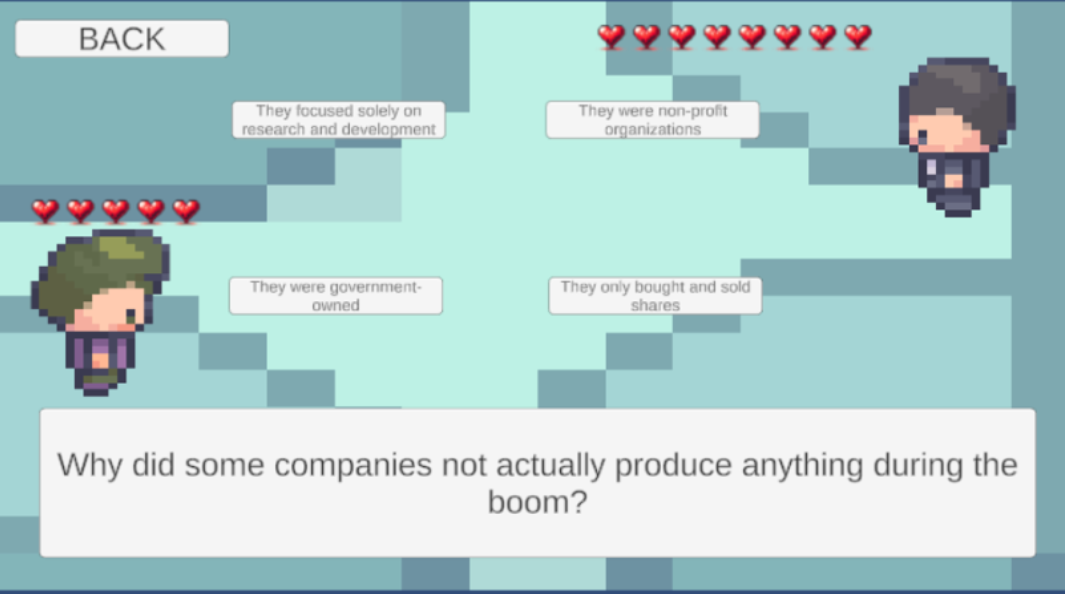 BACK
They focused solely on
research and development
They were non-profit
organizations
They were government-
owned
They only bought and sold
shares
Why did some companies not actually produce anything during the
boom?